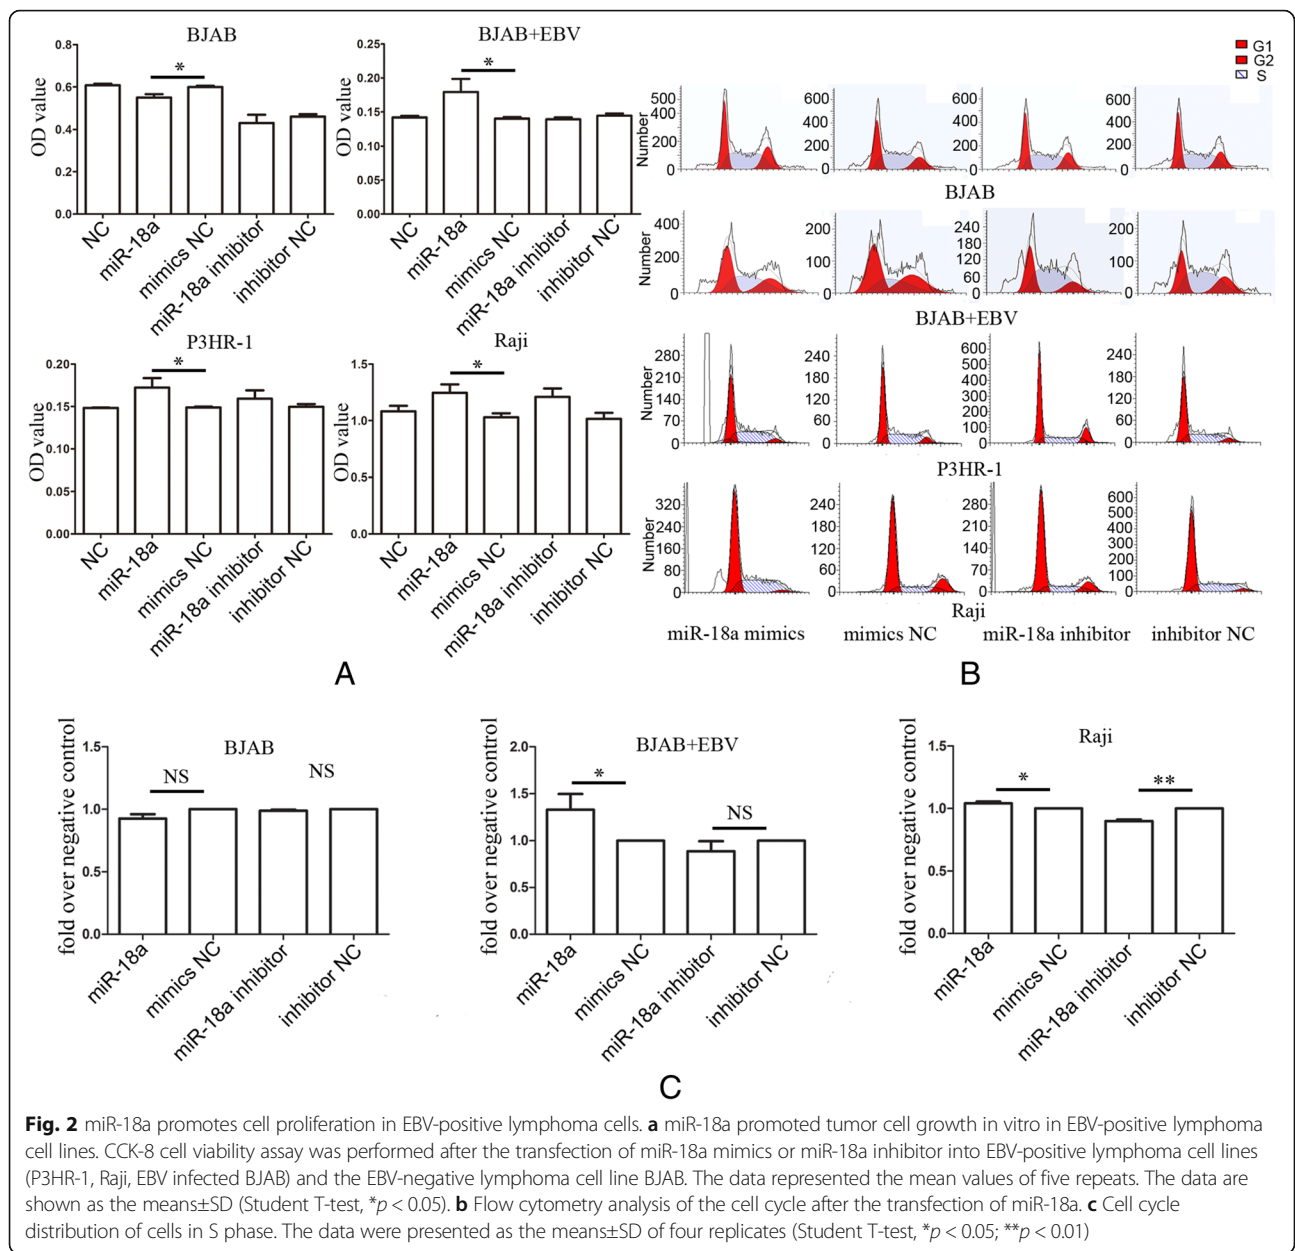 BJAB
OD value
0.8
0.6
0.4
0.2
0.0
*
NC
miR-18a
mimics NC
miR-18a inhibitor
inhibitor NC
BJAB+EBV
OD value
0.25
0.20
0.15
0.10
0.05
0.00
*
NC
miR-18a
mimics NC
miR-18a inhibitor
inhibitor NC
P3HR-1
OD value
0.20
0.15
0.10
0.05
0.00
*
NC
miR-18a
mimics NC
miR-18a inhibitor
inhibitor NC
Raji
OD value
1.5
1.0
0.5
0.0
*
NC
miR-18a
mimics NC
miR-18a inhibitor
inhibitor NC
A
G1
G2
S
Number
500
400
200
0
600
400
200
0
600
400
200
0
600
400
200
0
BJAB
Number
400
200
0
200
100
0
240
180
120
60
0
200
100
0
BJAB+EBV
Number
280
210
140
70
0
240
180
120
60
0
600
500
400
300
200
100
0
240
180
120
60
0
P3HR-1
Number
320
240
160
80
0
240
180
120
60
0
280
210
140
70
0
600
500
400
300
200
100
0
Raji
miR-18a mimics
mimics NC
miR-18a inhibitor
inhibitor NC
B
BJAB
fold over negative control
1.5
1.0
0.5
0.0
NS
NS
miR-18a
mimics NC
miR-18a inhibitor
inhibitor NC
BJAB+EBV
fold over negative control
2.0
1.5
1.0
0.5
0.0
*
NS
miR-18a
mimics NC
miR-18a inhibitor
inhibitor NC
Raji
fold over negative control
1.5
1.0
0.5
0.0
*
**
miR-18a
mimics NC
miR-18a inhibitor
inhibitor NC
C
Fig. 2 miR-18a promotes cell proliferation in EBV-positive lymphoma cells. a miR-18a promoted tumor cell growth in vitro in EBV-positive lymphoma
cell lines. CCK-8 cell viability assay was performed after the transfection of miR-18a mimics or miR-18a inhibitor into EBV-positive lymphoma cell lines
(P3HR-1, Raji, EBV infected BJAB) and the EBV-negative lymphoma cell line BJAB. The data represented the mean values of five repeats. The data are
shown as the means±SD (Student T-test, *p < 0.05). b Flow cytometry analysis of the cell cycle after the transfection of miR-18a. c Cell cycle
distribution of cells in S phase. The data were presented as the means±SD of four replicates (Student T-test, *p < 0.05; **p < 0.01)